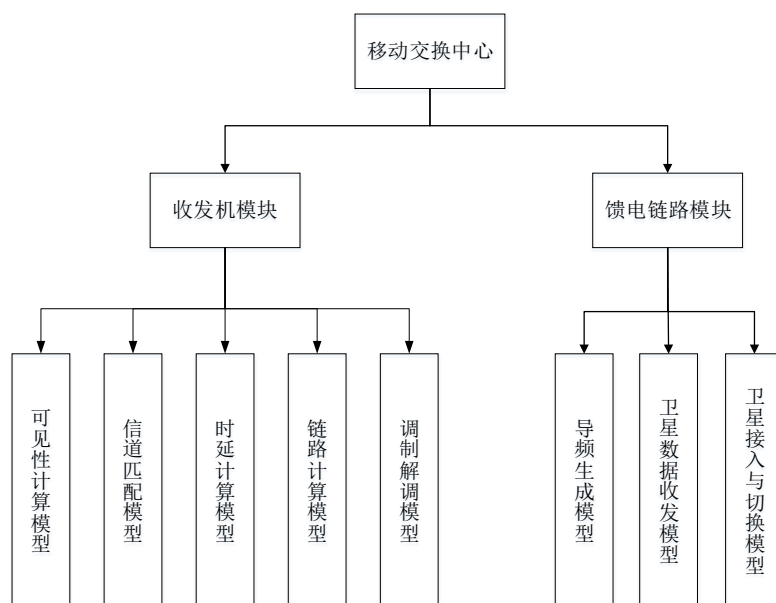 移动交换中心
收发机模块
馈电链路模块
可见性计算模型
信道匹配模型
时延计算模型
链路计算模型
调制解调模型
导频生成模型
卫星数据收发模型
卫星接入与切换模型